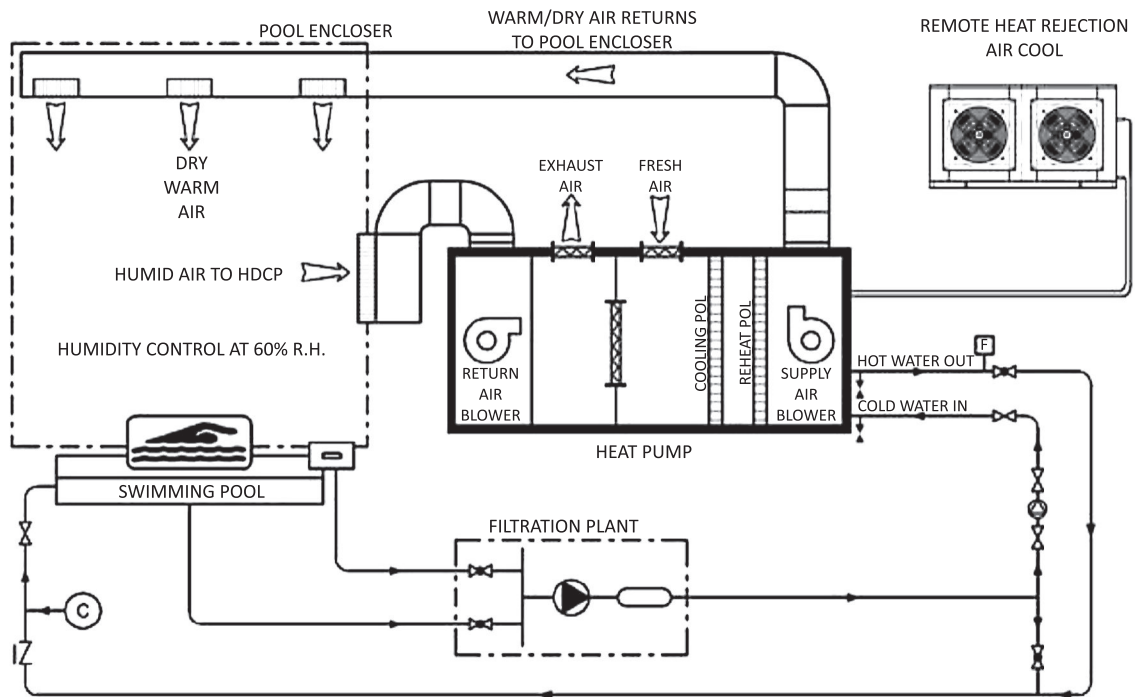 POOL ENCLOSER
WARM/DRY AIR RETURNS
TO POOL ENCLOSER
REMOTE HEAT REJECTION
AIR COOL
DRY
WARM
AIR
EXHAUST
AIR
FRESH
AIR
HUMID AIR TO HDCP
HUMIDITY CONTROL AT 60% R.H.
RETURN
AIR
BLOWER
COOLING POL
REHEAT POL
SUPPLY
AIR
BLOWER
HOT WATER OUT
F
COLD WATER IN
HEAT PUMP
SWIMMING POOL
FILTRATION PLANT
C